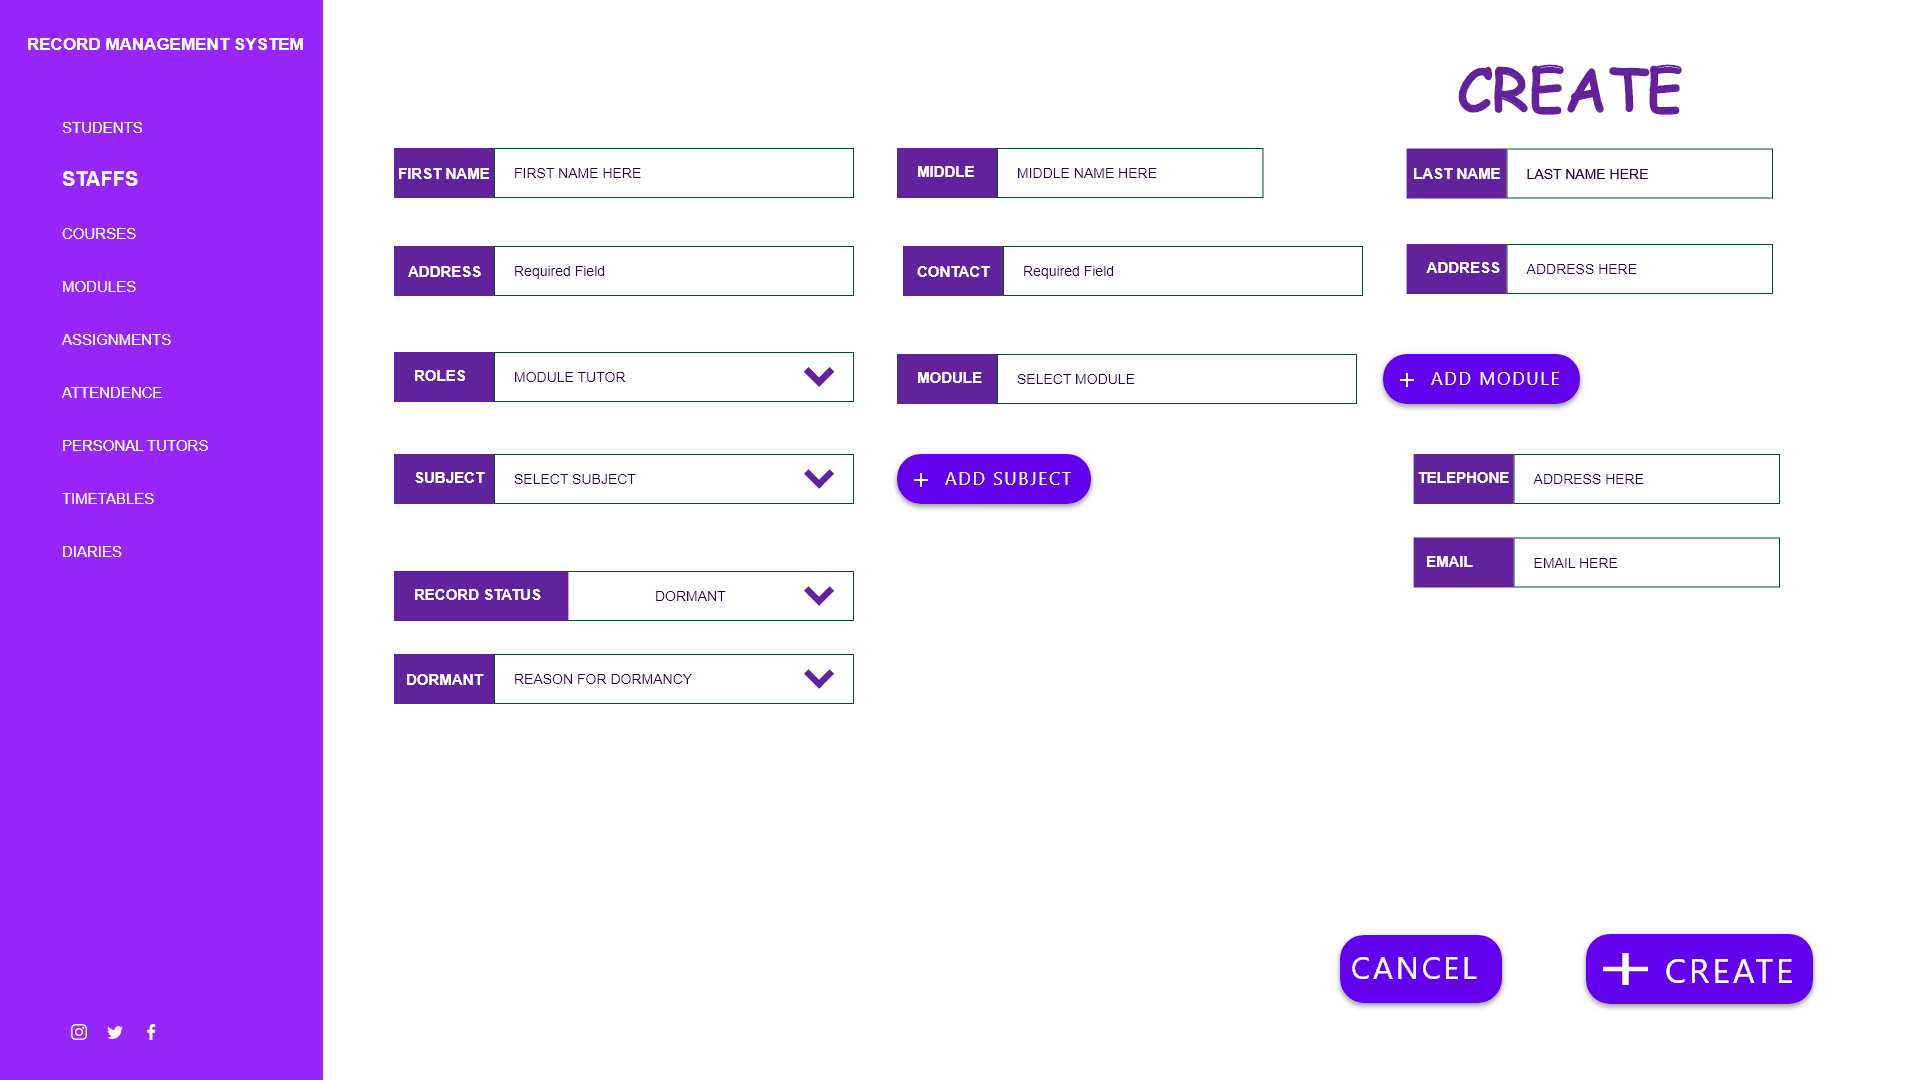 RECORD MANAGEMENT SYSTEM
STUDENTS
STAFFS
COURSES
MODULES
ASSIGNMENTS
ATTENDENCE
PERSONAL TUTORS
TIMETABLES
DIARIES
CREATE
FIRST NAME FIRST NAME HERE MIDDLE MIDDLE NAME HERE LAST NAME LAST NAME HERE
ADDRESS Required Field CONTACT Required Field ADDRESS ADDRESS HERE
ROLES MODULE TUTOR MODULE SELECT MODULE + ADD MODULE
SUBJECT SELECT SUBJECT + ADD SUBJECT TELEPHONE ADDRESS HERE
EMAIL EMAIL HERE
RECORD STATUS DORMANT
DORMANT REASON FOR DORMANCY
CANCEL + CREATE